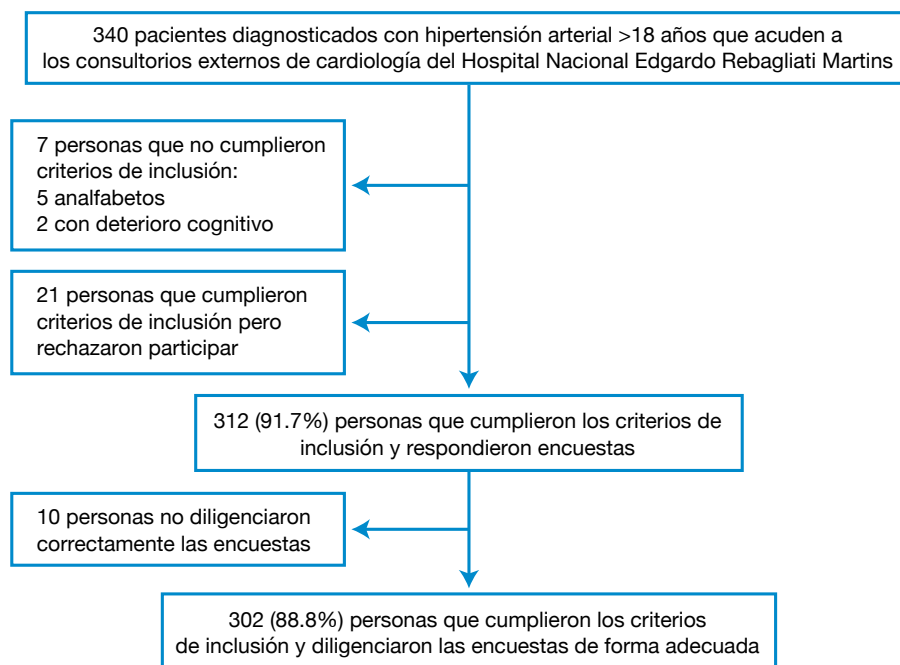 340 pacientes diagnosticados con hipertensión arterial >18 años que acuden a
los consultorios externos de cardiología del Hospital Nacional Edgardo Rebagliati Martins
7 personas que no cumplieron
criterios de inclusión:
5 analfabetos
2 con deterioro cognitivo
21 personas que cumplieron
criterios de inclusión pero
rechazaron participar
312 (91.7%) personas que cumplieron los criterios de
inclusión y respondieron encuestas
10 personas no diligenciaron
correctamente las encuestas
302 (88.8%) personas que cumplieron los criterios
de inclusión y diligenciaron las encuestas de forma adecuada